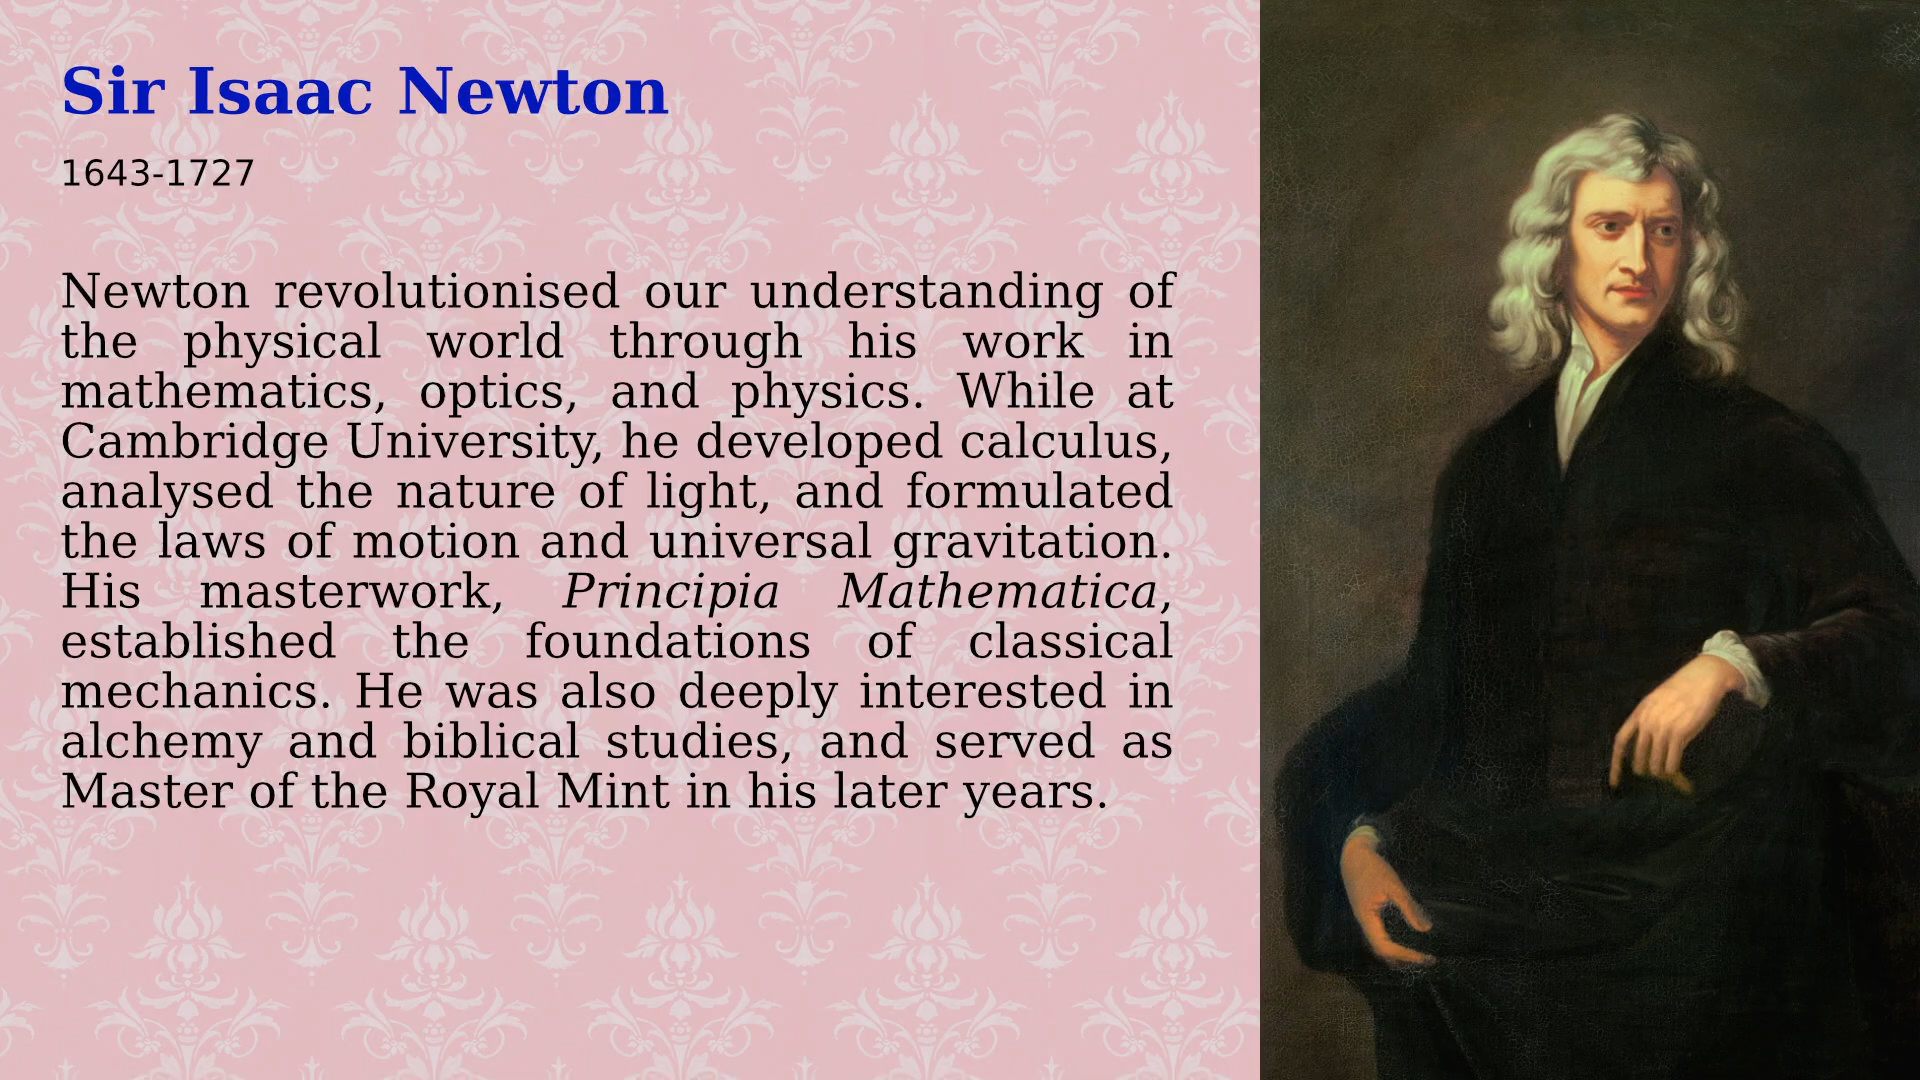 Sir Isaac Newton
1643-1727
Newton revolutionised our understanding of
the physical world through his work in
mathematics, optics, and physics. While at
Cambridge University, he developed calculus,
analysed the nature of light, and formulated
the laws of motion and universal gravitation.
His masterwork, Principia Mathematica,
established the foundations of classical
mechanics. He was also deeply interested in
alchemy and biblical studies, and served as
Master of the Royal Mint in his later years.